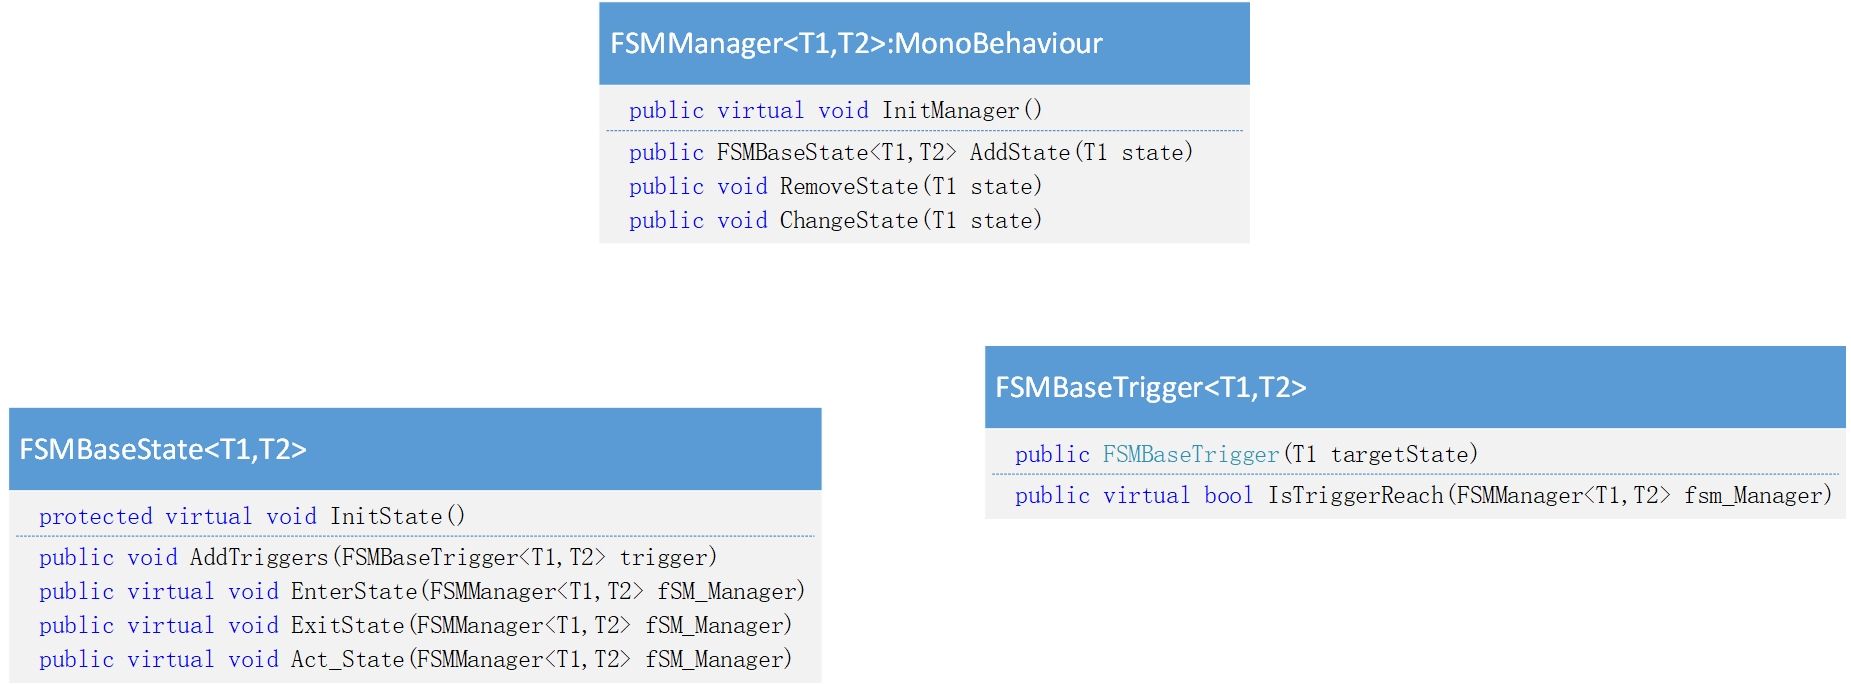 FSMManager<T1,T2>:MonoBehaviour
public virtual void InitManager()
public FSMBaseState<T1,T2> AddState(T1 state)
public void RemoveState(T1 state)
public void ChangeState(T1 state)
FSMBaseState<T1,T2>
protected virtual void InitState()
public void AddTriggers(FSMBaseTrigger<T1,T2> trigger)
public virtual void EnterState(FSMManager<T1,T2> fSM_Manager)
public virtual void ExitState(FSMManager<T1,T2> fSM_Manager)
public virtual void Act_State(FSMManager<T1,T2> fSM_Manager)
FSMBaseTrigger<T1,T2>
public FSMBaseTrigger(T1 targetState)
public virtual bool IsTriggerReach(FSMManager<T1,T2> fsm_Manager)